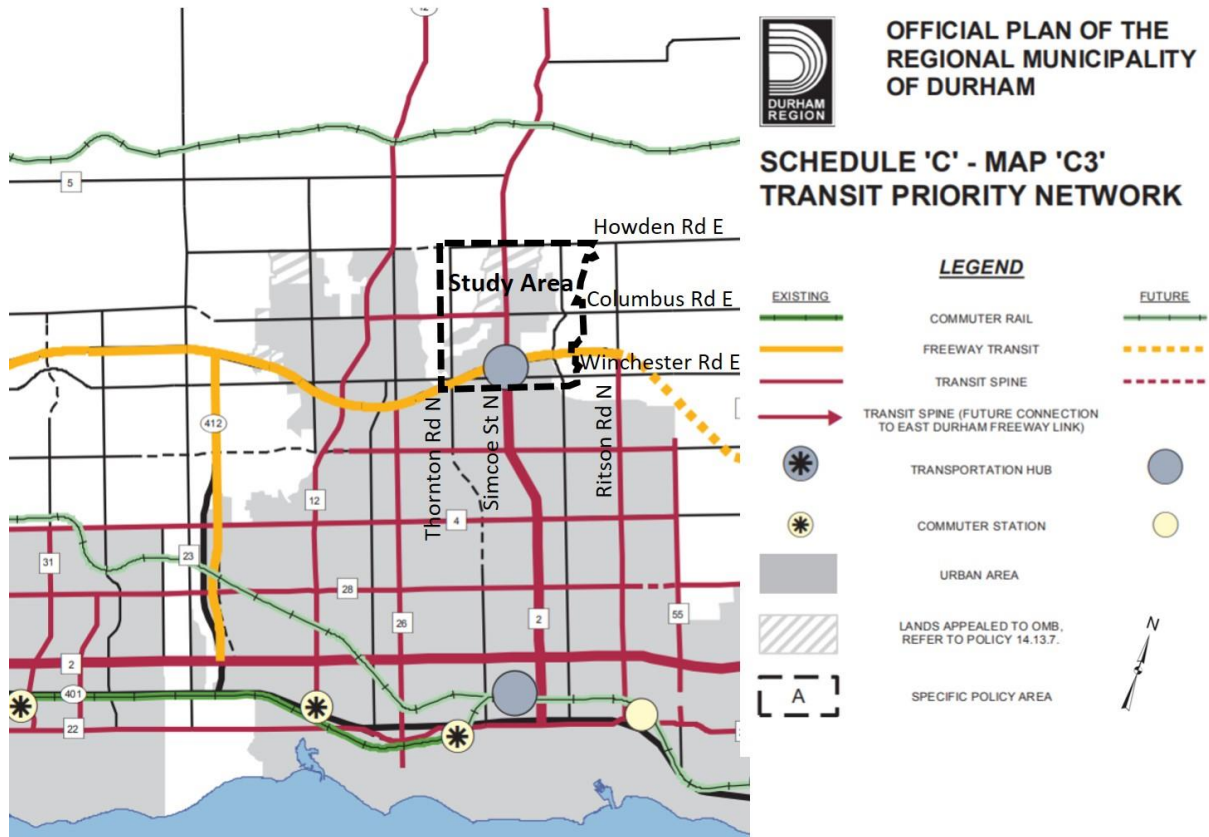 12
5
Howden Rd E
Study Area
Columbus Rd E
Winchester Rd E
412
Thornton Rd N
Simcoe St N
Ritson Rd N
12
4
23
31
28
26
2
55
2
401
22
DURHAM
REGION
OFFICIAL PLAN OF THE
REGIONAL MUNICIPALITY
OF DURHAM
SCHEDULE 'C' - MAP 'C3'
TRANSIT PRIORITY NETWORK
LEGEND
EXISTING
FUTURE
COMMUTER RAIL
FREEWAY TRANSIT
TRANSIT SPINE
TRANSIT SPINE (FUTURE CONNECTION
TO EAST DURHAM FREEWAY LINK)
TRANSPORTATION HUB
COMMUTER STATION
URBAN AREA
LANDS APPEALED TO OMB,
REFER TO POLICY 14.13.7.
A
SPECIFIC POLICY AREA
N